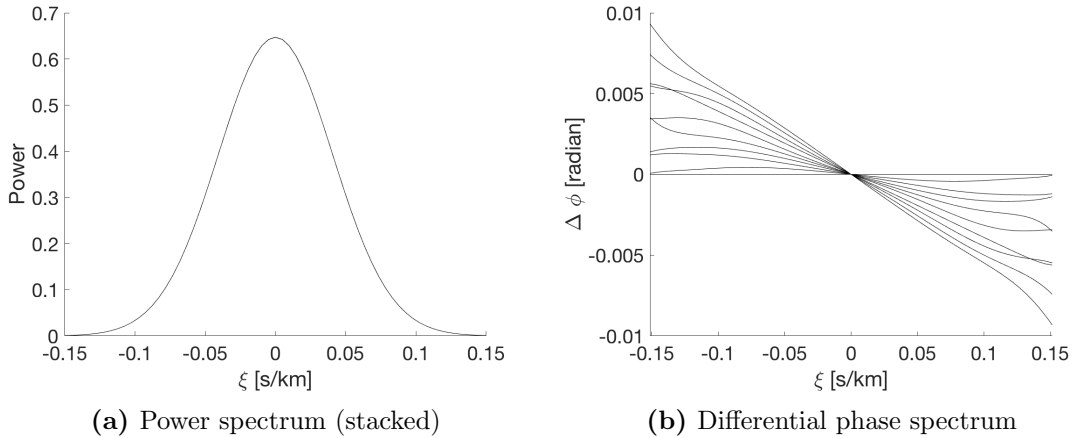 0.7
0.6
0.5
0.4
0.3
0.2
0.1
0
Power
-0.15 -0.1 -0.05 0 0.05 0.1 0.15
ξ [s/km]
(a) Power spectrum (stacked)
0.01
0.005
0
-0.005
-0.01
Δ ϕ [radian]
-0.15 -0.1 -0.05 0 0.05 0.1 0.15
ξ [s/km]
(b) Differential phase spectrum